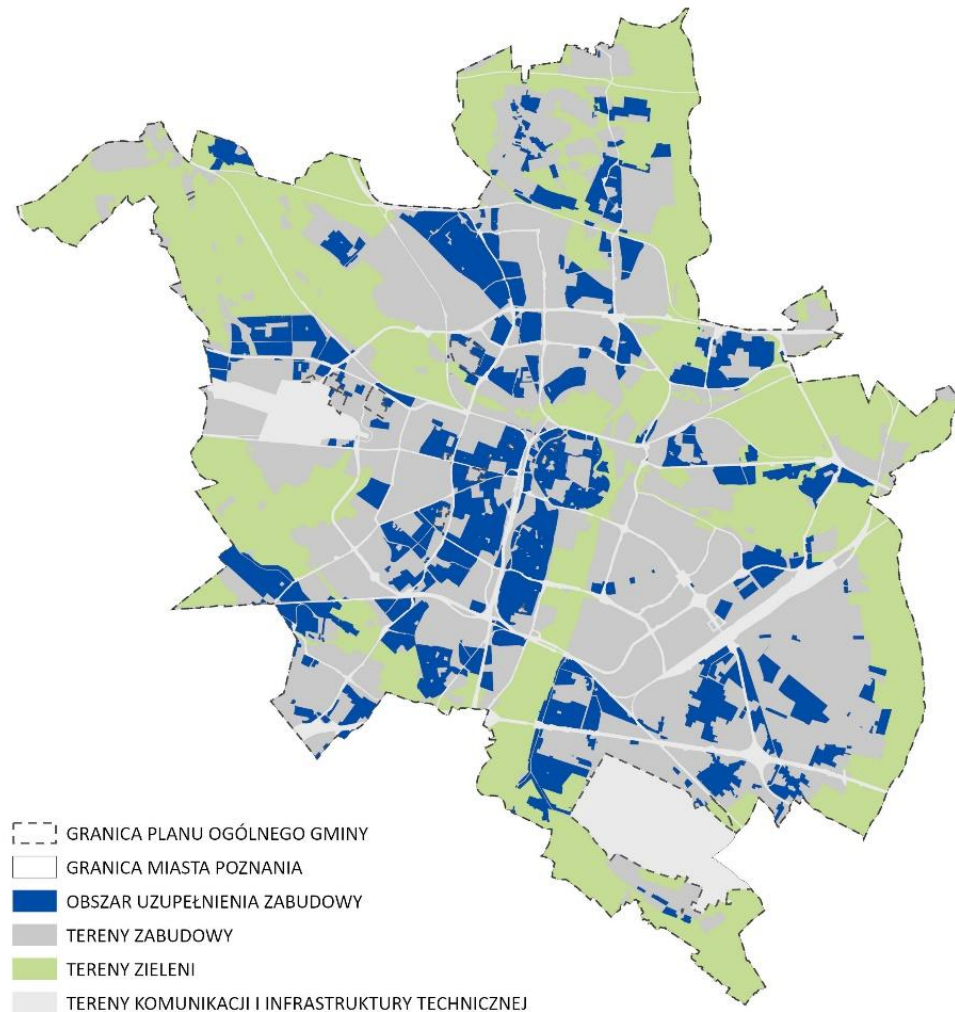 GRANICA PLANU OGÓLNEGO GMINY
GRANICA MIASTA POZNANIA
OBSZAR UZUPEŁNIENIA ZABUDOWY
TERENY ZABUDOWY
TERENY ZIELENI
TERENY KOMUNIKACJI I INFRASTRUKTURY TECHNICZNEJ